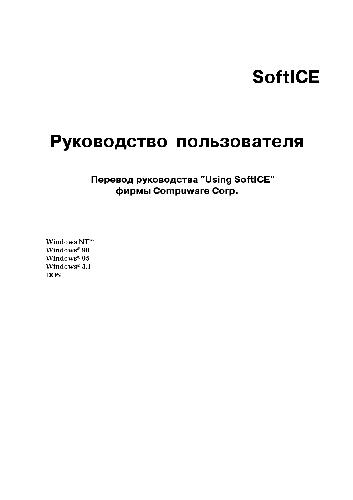 SoftICE
Руководство пользователя
Перевод руководства "Using SoftICE"
фирмы Compuware Corp.
Windows NT™
Windows® 98
Windows® 95
Windows® 3.1
DOS